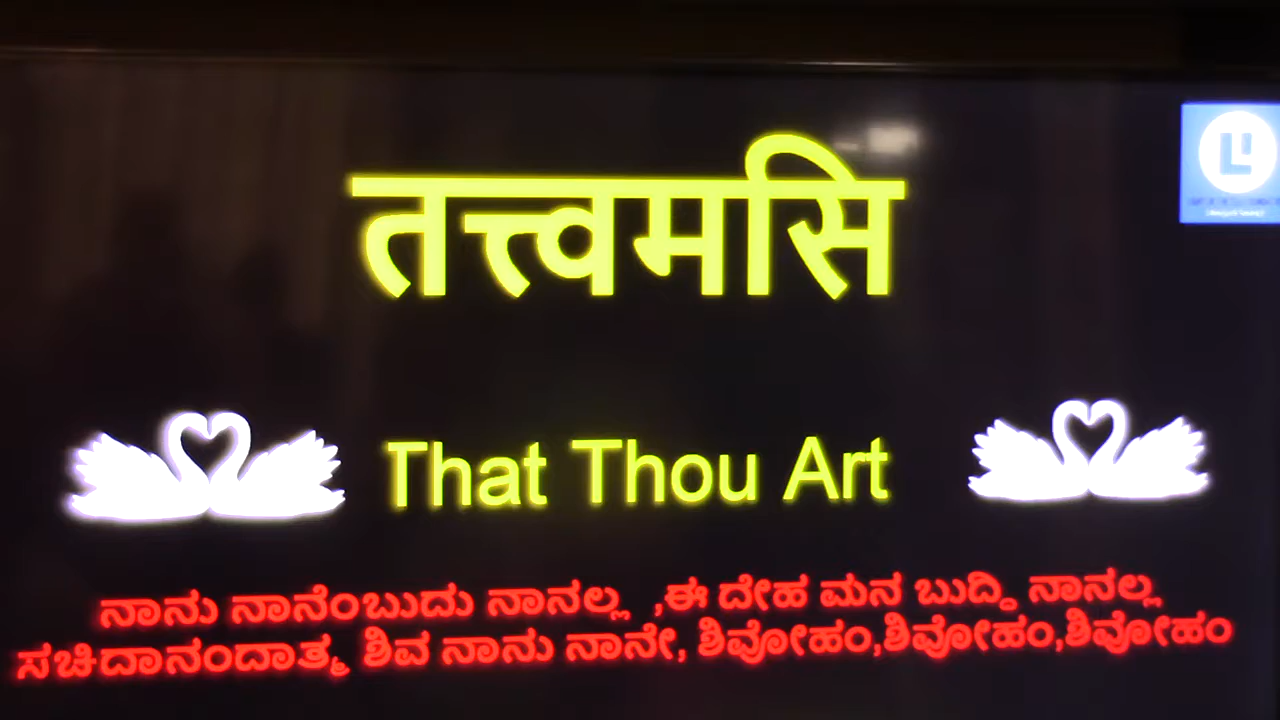 तत्त्वमसि
That Thou Art
ನಾನು ನಾನೆಂಬುದು ನಾನಲ್ಲ ,ಈ ದೇಹ ಮನ ಬುದ್ದಿ ನಾನಲ್ಲ
ಸಚಿದಾನಂದಾತ್ಮ ಶಿವ ನಾನು ನಾನೇ, ಶಿವೋಹಂ,ಶಿವೋಹಂ,ಶಿವೋಹಂ